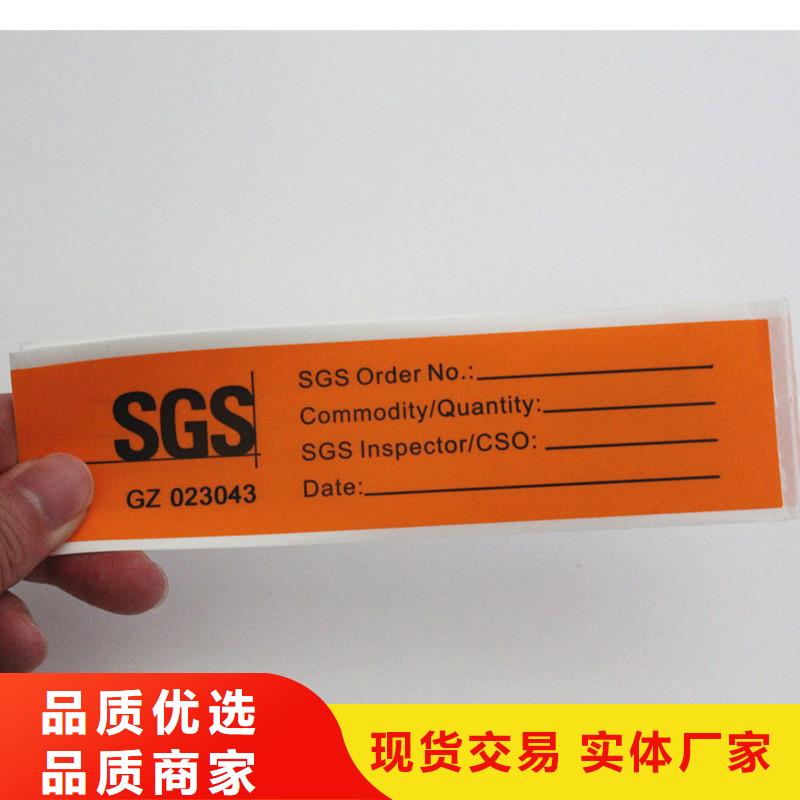 SGS
GZ 023043
SGS Order No.:
Commodity/Quantity:
SGS Inspector/CSO:
Date:
品质优选
品质商家
现货交易 实体厂家